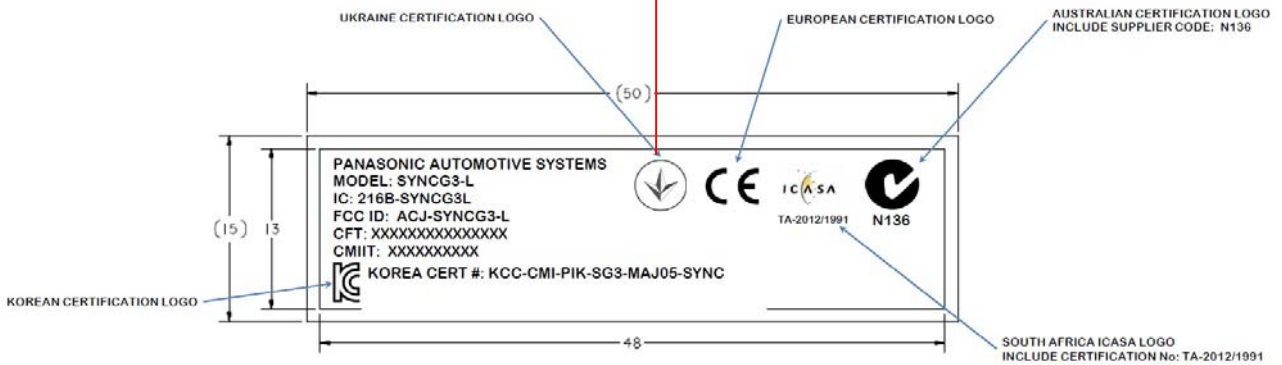 UKRAINE CERTIFICATION LOGO
EUROPEAN CERTIFICATION LOGO
AUSTRALIAN CERTIFICATION LOGO
INCLUDE SUPPLIER CODE: N136
(50)
PANASONIC AUTOMOTIVE SYSTEMS
MODEL: SYNCG3-L
IC: 216B-SYNCG3L
FCC ID: ACJ-SYNCG3-L
CFT: XXXXXXXXXXXXXXX
CMIIT: XXXXXXXXXX
KOREA CERT #: KCC-CMI-PIK-SG3-MAJ05-SYNC
CE
ICASA
TA-2012/1991
N136
(15)
13
KOREAN CERTIFICATION LOGO
48
SOUTH AFRICA ICASA LOGO
INCLUDE CERTIFICATION No: TA-2012/1991